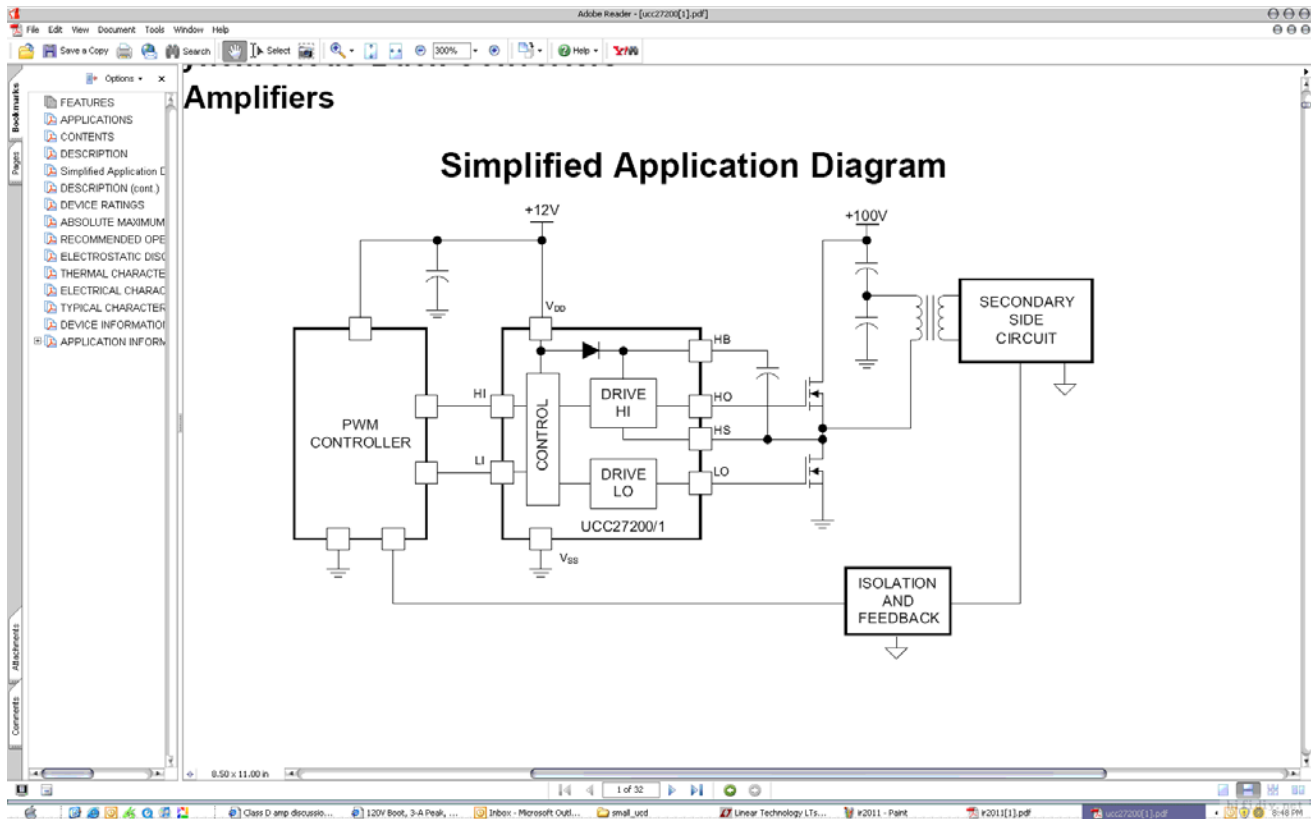 Adobe Reader - [ucc27200[1].pdf]
File Edit View Document Tools Window Help
Save a Copy Search Select 300% Help Y!
Options x
Bookmarks
Pages
Attachments
Comments
FEATURES
APPLICATIONS
CONTENTS
DESCRIPTION
Simplified Application D
DESCRIPTION (cont.)
DEVICE RATINGS
ABSOLUTE MAXIMUM
RECOMMENDED OPE
ELECTROSTATIC DISC
THERMAL CHARACTE
ELECTRICAL CHARAC
TYPICAL CHARACTER
DEVICE INFORMATIO
APPLICATION INFORM
Amplifiers
Simplified Application Diagram
+12V
+100V
VDD
SECONDARY
SIDE
CIRCUIT
HB
HI
DRIVE
HI
HO
PWM
CONTROLLER
CONTROL
HS
LI
DRIVE
LO
LO
UCC27200/1
VSS
ISOLATION
AND
FEEDBACK
8.50 x 11.00 in
1 of 32
Class D amp discussio...
120V Boot, 3-A Peak, ...
Inbox - Microsoft Outl...
small_ucd
Linear Technology LTs...
ir2011 - Paint
ir2011[1].pdf
ucc27200[1].pdf
8:48 PM